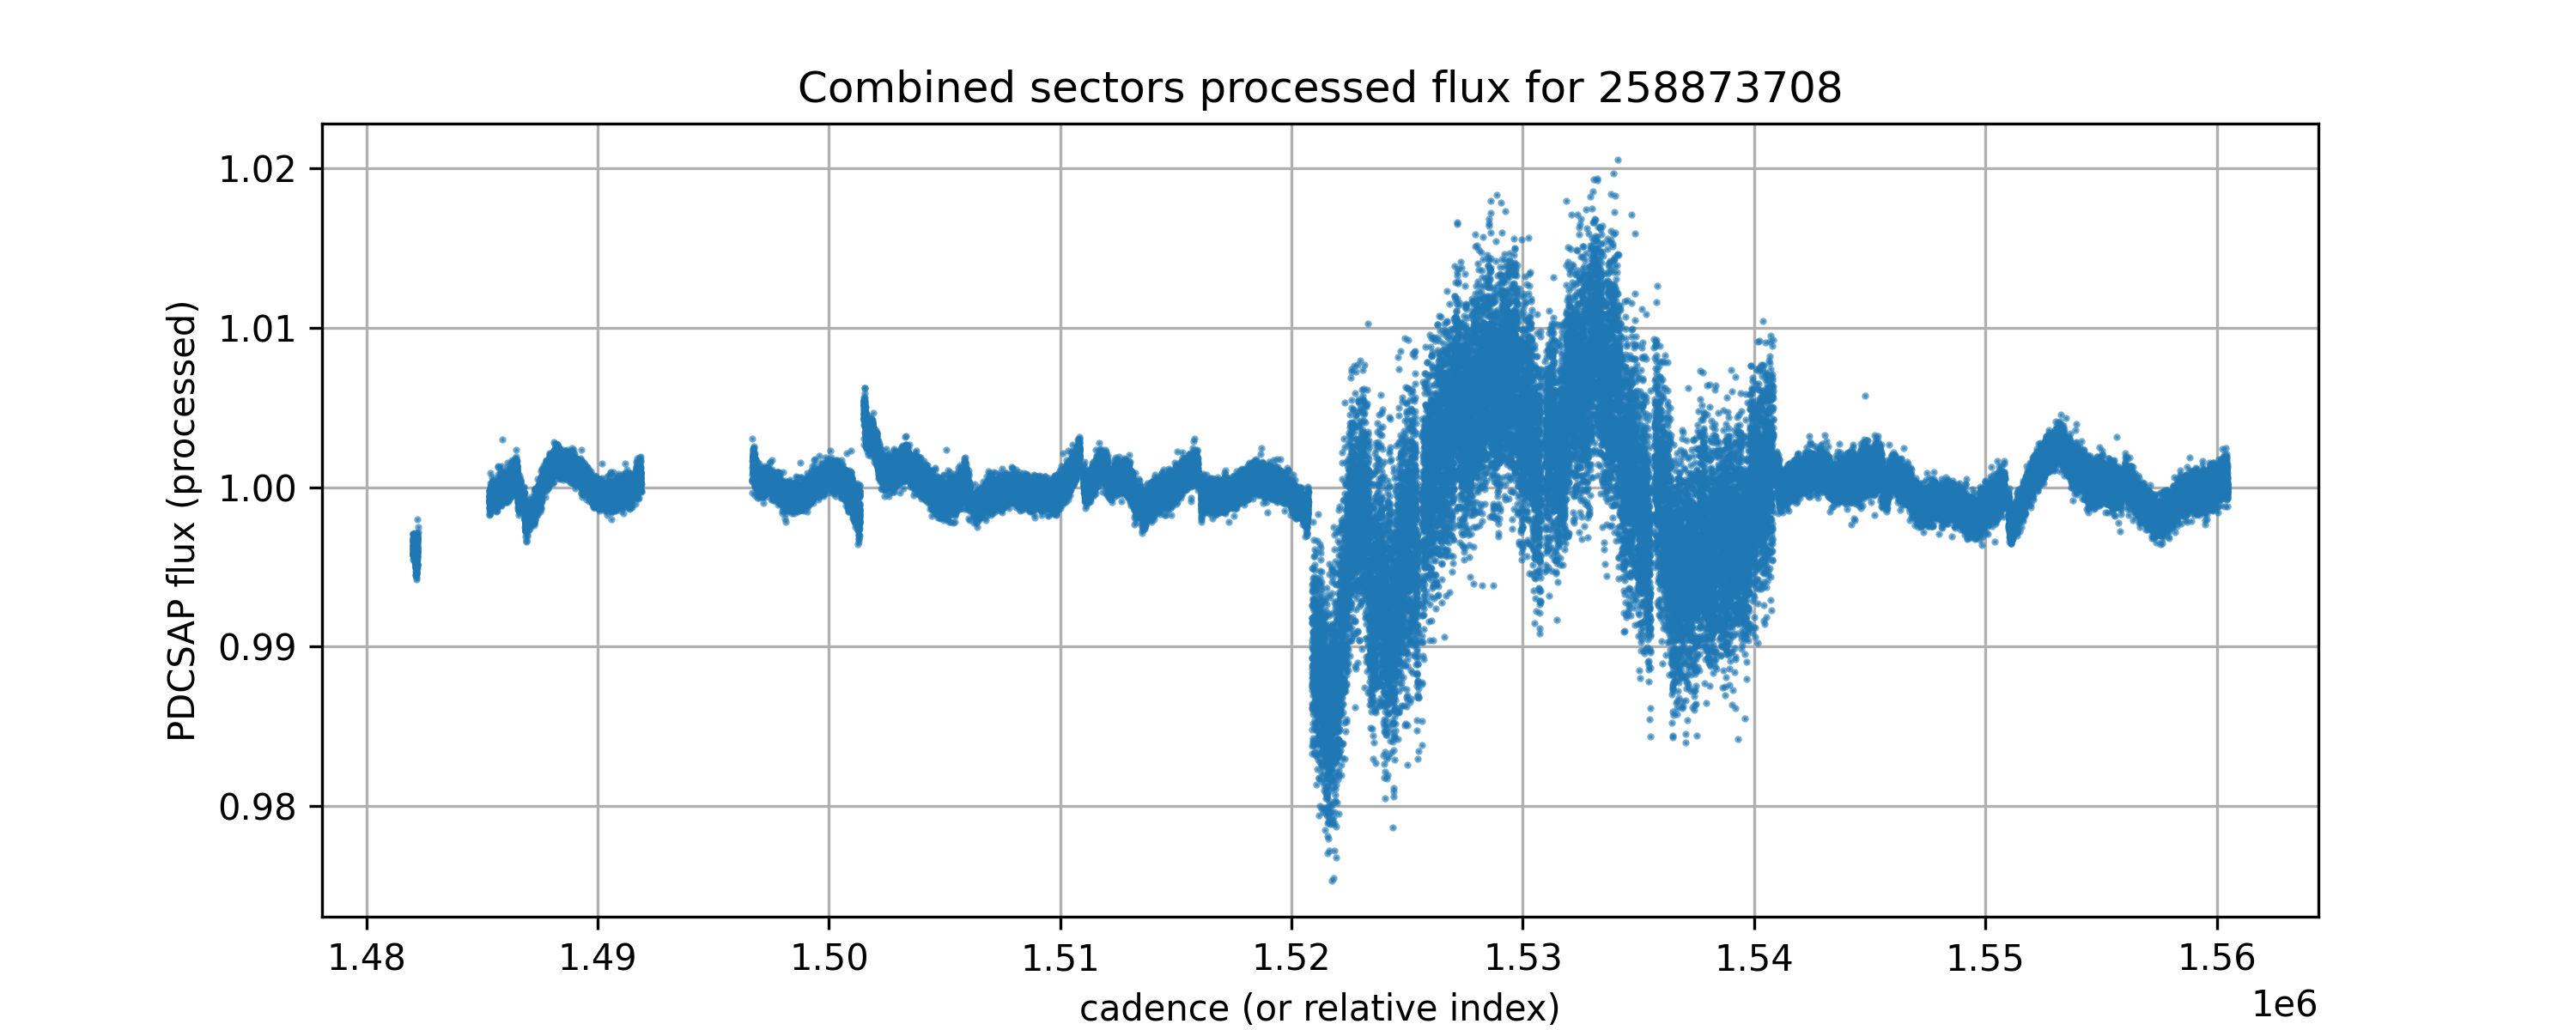 Combined sectors processed flux for 258873708
PDCSAP flux (processed)
1.02
1.01
1.00
0.99
0.98
1.48 1.49 1.50 1.51 1.52 1.53 1.54 1.55 1.56
1e6
cadence (or relative index)